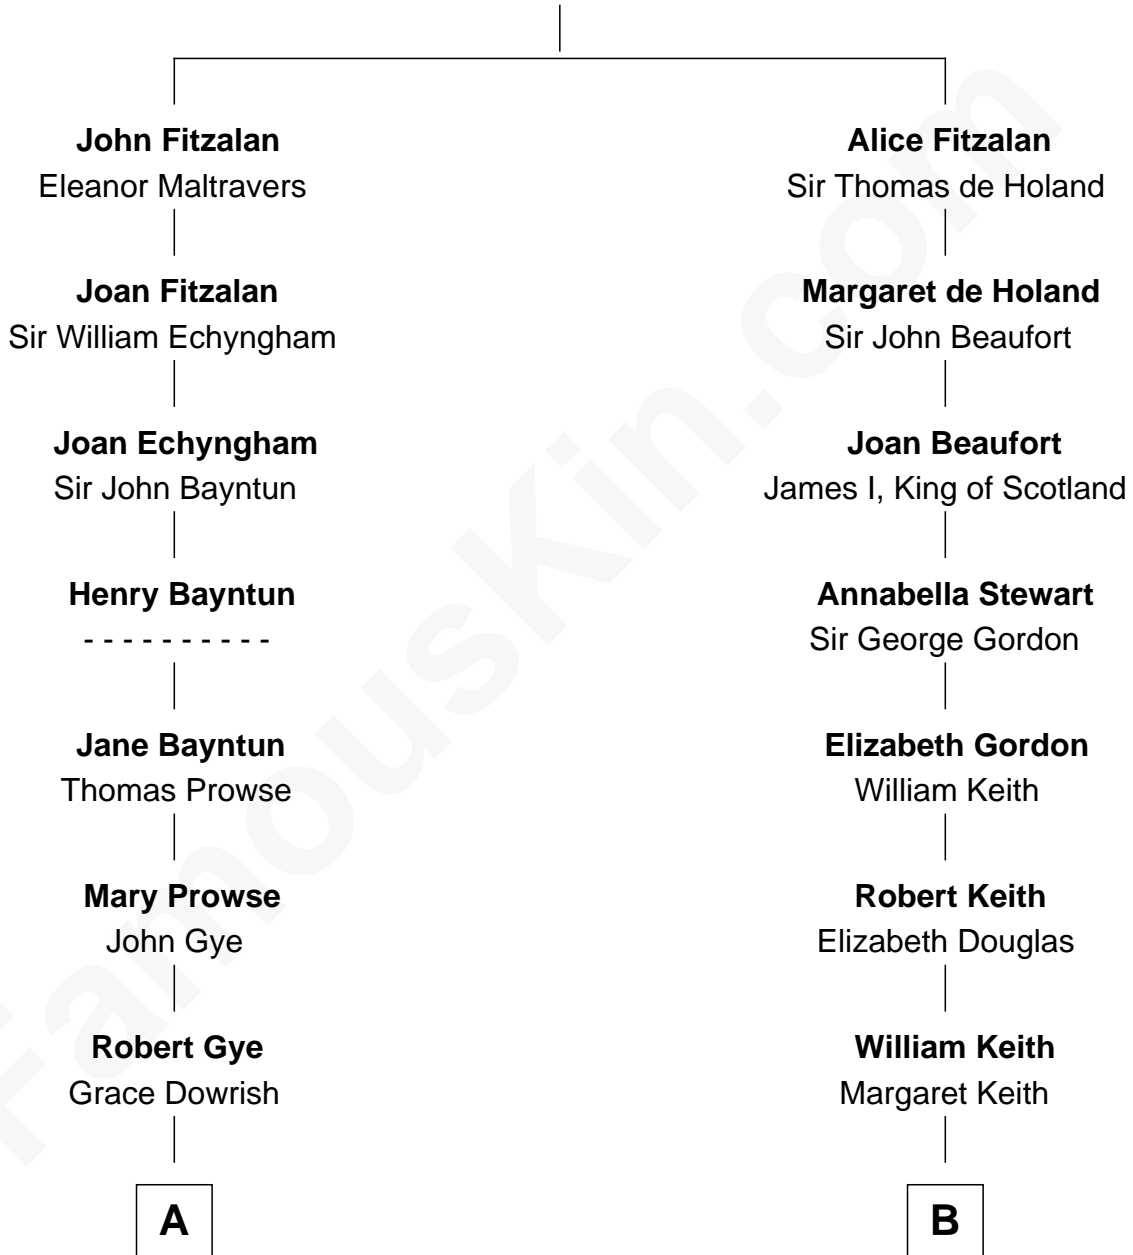 John Fitzalan
Eleanor Maltravers
Joan Fitzalan
Sir William Echyngham
Joan Echyngham
Sir John Bayntun
Henry Bayntun
- - - - - - - - - -
Jane Bayntun
Thomas Prowse
Mary Prowse
John Gye
Robert Gye
Grace Dowrish
A
Alice Fitzalan
Sir Thomas de Holand
Margaret de Holand
Sir John Beaufort
Joan Beaufort
James I, King of Scotland
Annabella Stewart
Sir George Gordon
Elizabeth Gordon
William Keith
Robert Keith
Elizabeth Douglas
William Keith
Margaret Keith
B
FamousKin.com